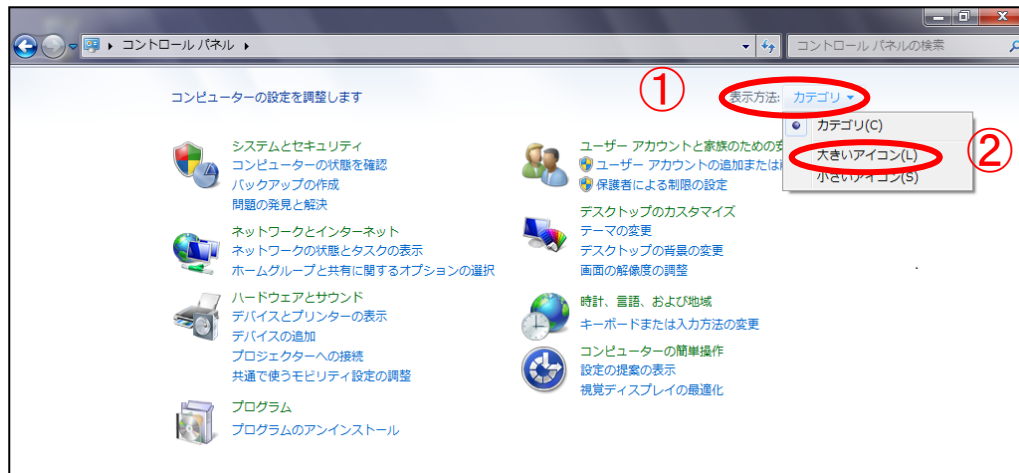 コントロール パネル
コントロール パネルの検索
コンピューターの設定を調整します
①
表示方法: カテゴリ
カテゴリ(C)
大きいアイコン(L)
②
小さいアイコン(S)
システムとセキュリティ
コンピューターの状態を確認
バックアップの作成
問題の発見と解決
ネットワークとインターネット
ネットワークの状態とタスクの表示
ホームグループと共有に関するオプションの選択
ハードウェアとサウンド
デバイスとプリンターの表示
デバイスの追加
プロジェクターへの接続
共通で使うモビリティ設定の調整
プログラム
プログラムのアンインストール
ユーザー アカウントと家族のための
ユーザー アカウントの追加または
保護者による制限の設定
デスクトップのカスタマイズ
テーマの変更
デスクトップの背景の変更
画面の解像度の調整
時計、言語、および地域
キーボードまたは入力方法の変更
コンピューターの簡単操作
設定の提案の表示
視覚ディスプレイの最適化